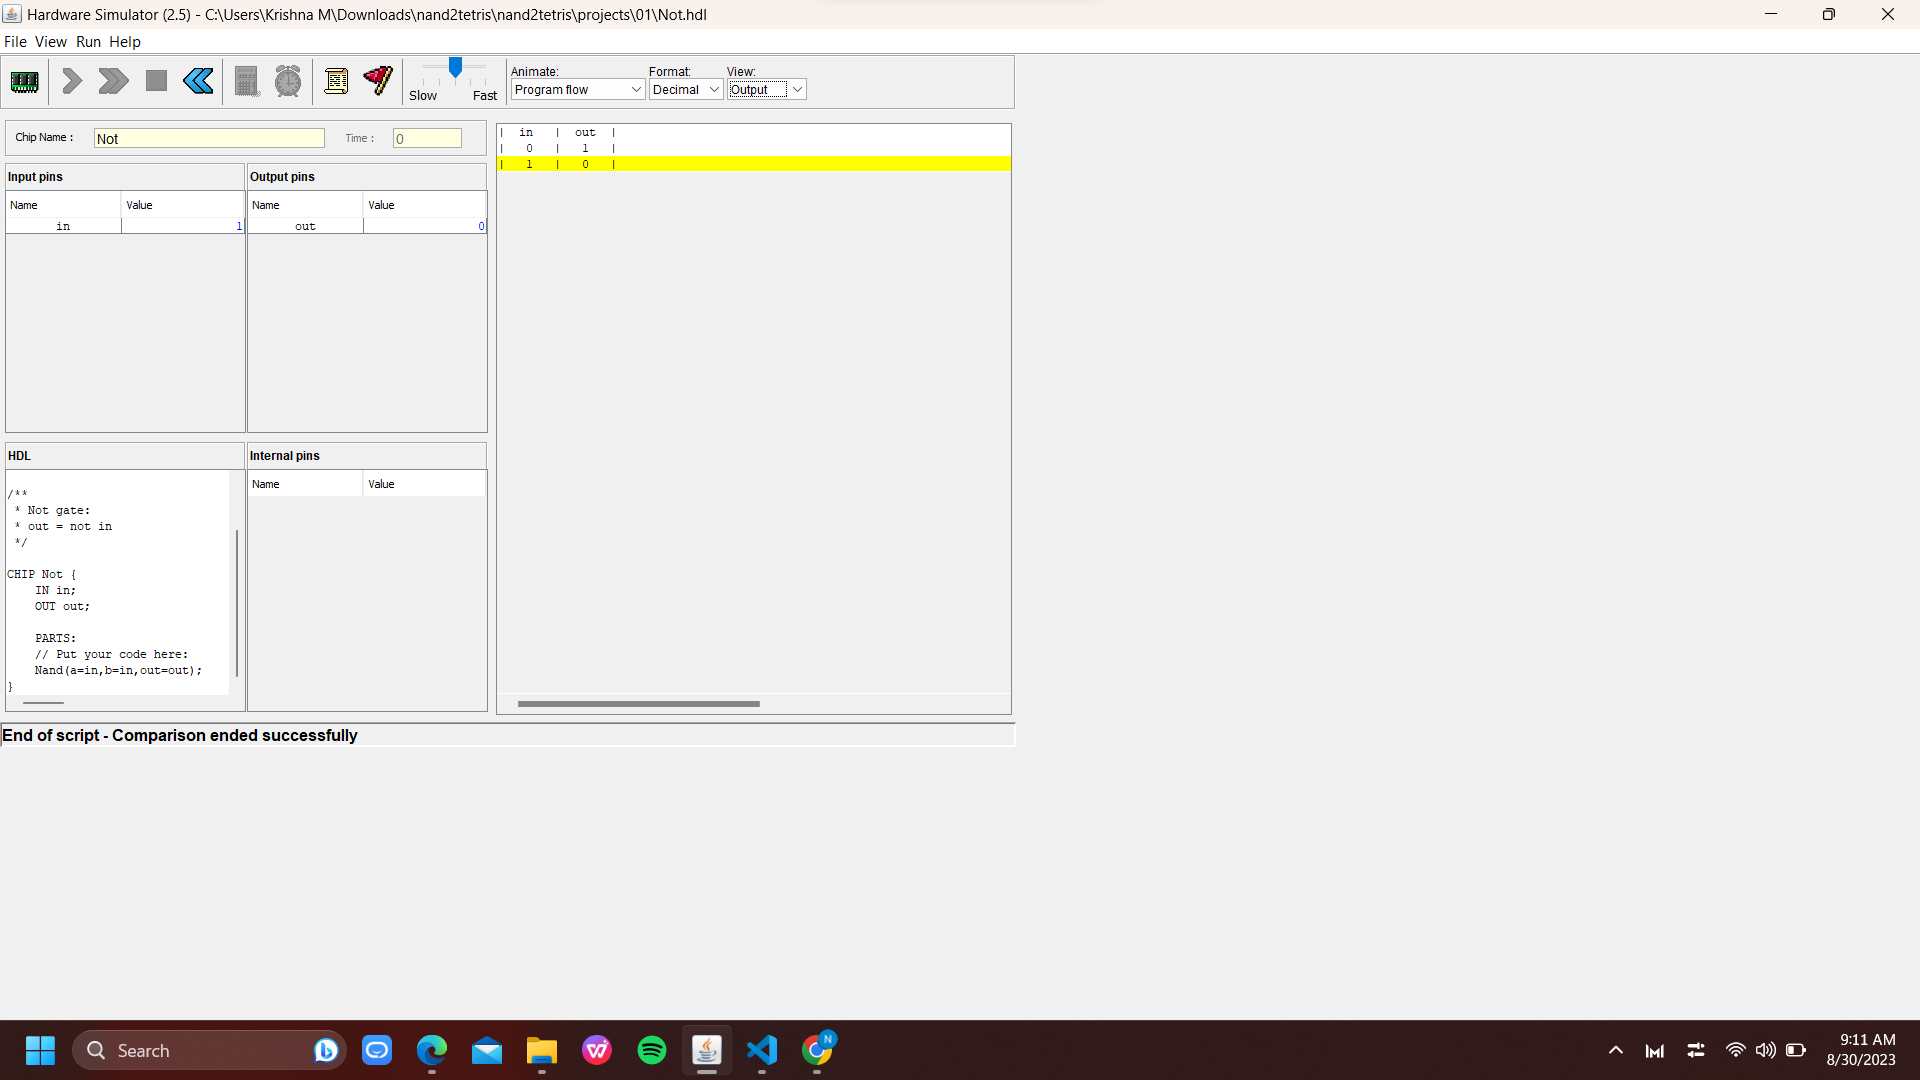 Hardware Simulator (2.5) - C:\Users\Krishna M\Downloads\nand2tetris\nand2tetris\projects\01\Not.hdl
File View Run Help
Slow Fast
Animate: Format: View:
Program flow Decimal Output
Chip Name : Not Time : 0
Input pins Output pins
Name Value Name Value
in 1 out 0
| in | out |
| 0 | 1 |
| 1 | 0 |
HDL Internal pins
Name Value
/**
* Not gate:
* out = not in
*/
CHIP Not {
IN in;
OUT out;
PARTS:
// Put your code here:
Nand(a=in,b=in,out=out);
}
End of script - Comparison ended successfully
Search
N
9:11 AM
8/30/2023